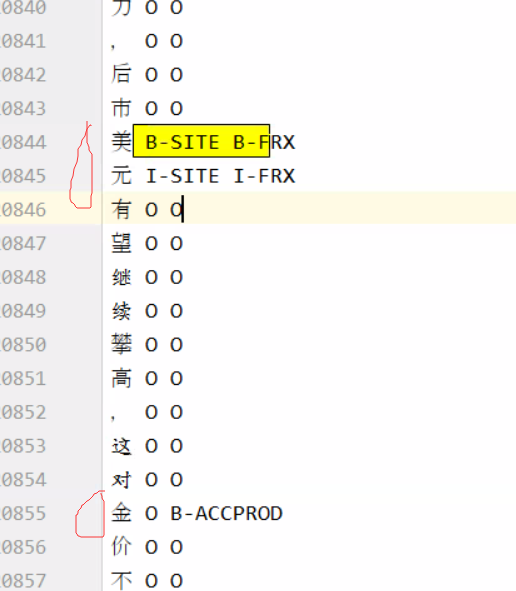 0840 力 O O
0841 , O O
0842 后 O O
0843 市 O O
0844 美 B-SITE B-FRX
0845 元 I-SITE I-FRX
0846 有 O O
0847 望 O O
0848 继 O O
0849 续 O O
0850 攀 O O
0851 高 O O
0852 , O O
0853 这 O O
0854 对 O O
0855 金 O B-ACCPROD
0856 价 O O
0857 不 O O